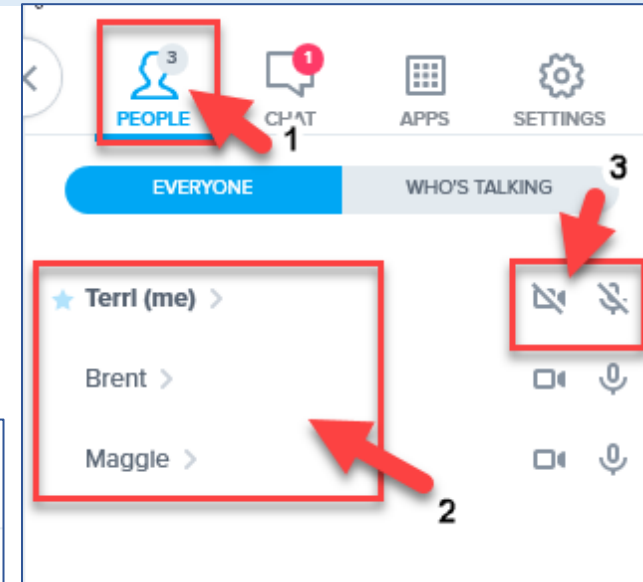 3 1
PEOPLE CHAT APPS SETTINGS
1
EVERYONE WHO'S TALKING
3
Terri (me)
Brent
Maggie
2